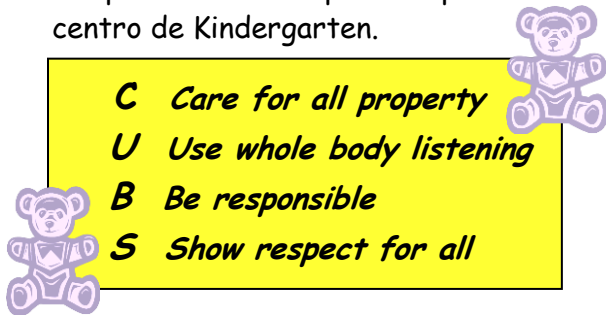 centro de Kindergarten.
C Care for all property
U Use whole body listening
B Be responsible
S Show respect for all